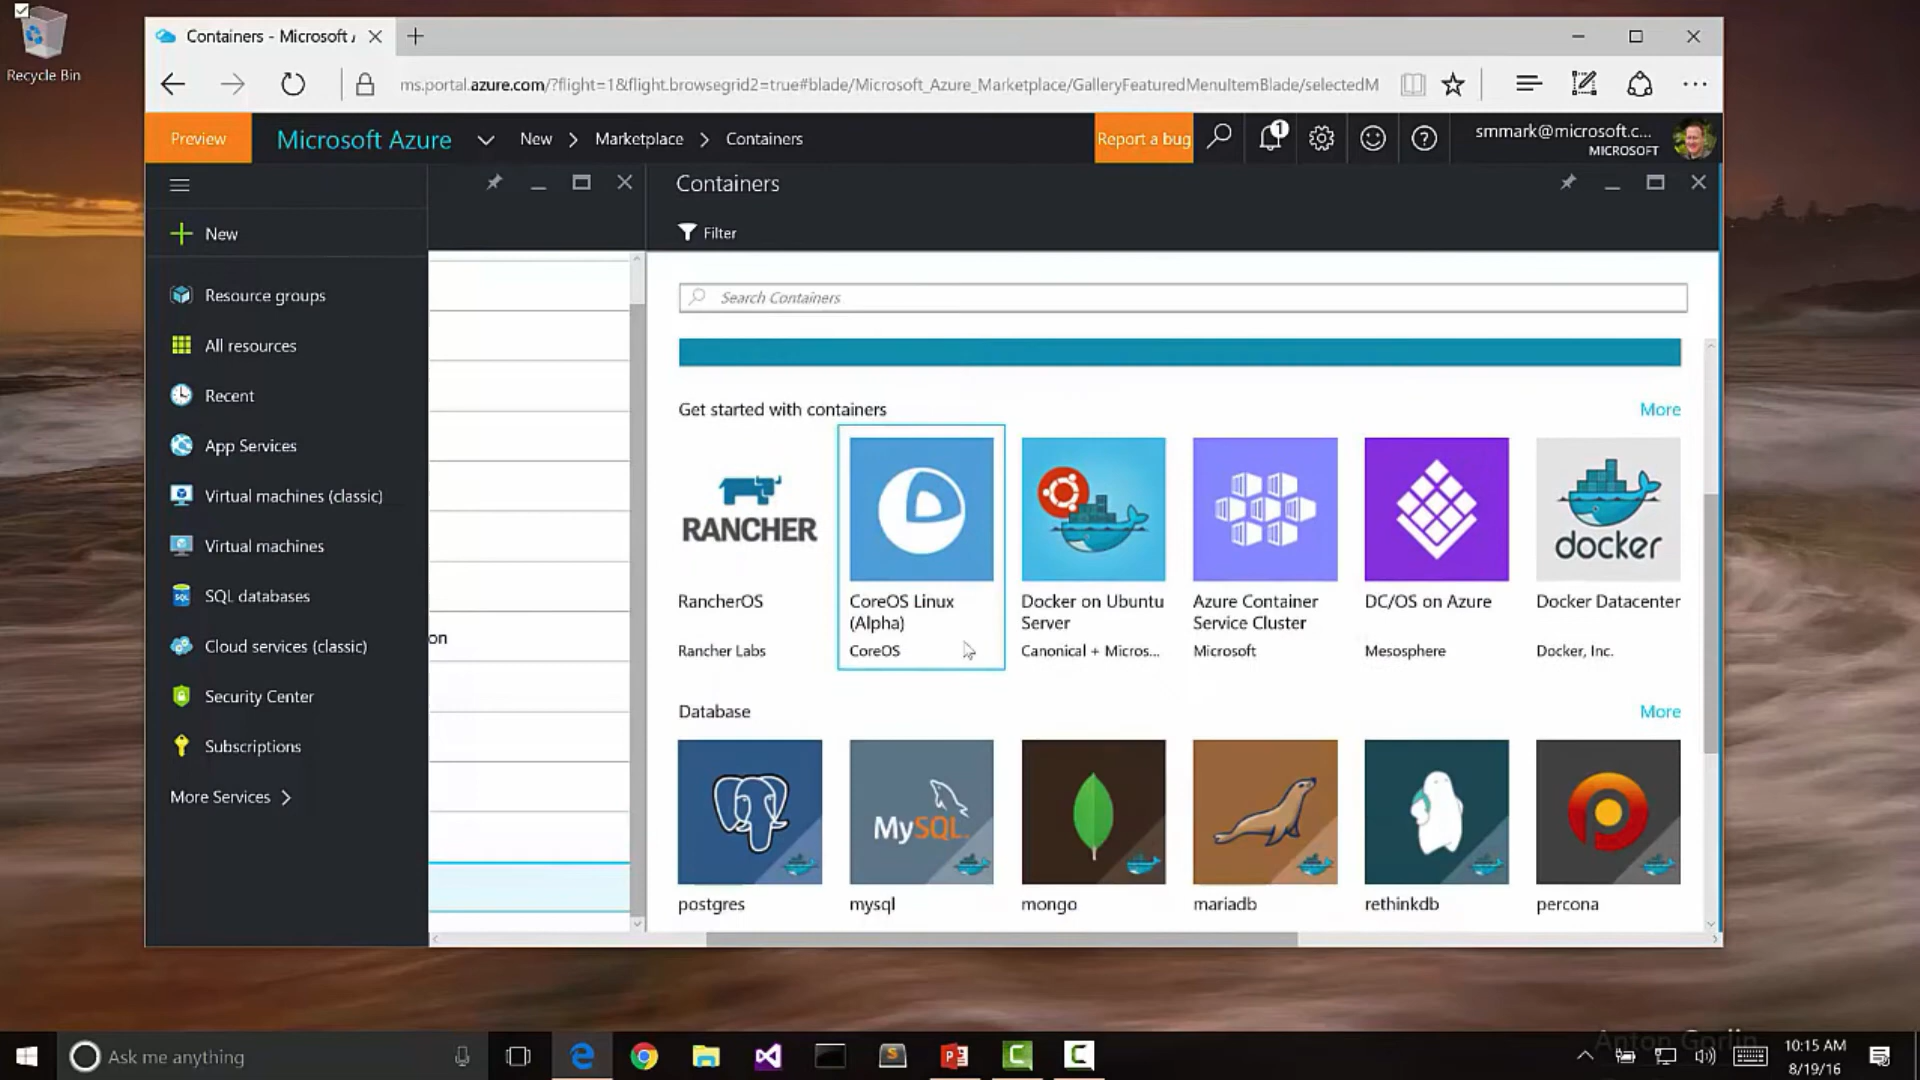 Recycle Bin
Containers - Microsoft A
ms.portal.azure.com/?flight=1&flight.browsegrid2=true#blade/Microsoft_Azure_Marketplace/GalleryFeaturedMenuItemBlade/selectedM
Preview
Microsoft Azure
New
Marketplace
Containers
Report a bug
1
smmark@microsoft.c...
MICROSOFT
Containers
Filter
New
Resource groups
All resources
Recent
App Services
Virtual machines (classic)
Virtual machines
SQL databases
Cloud services (classic)
Security Center
Subscriptions
More Services
on
Search Containers
Get started with containers
More
RANCHER
docker
RancherOS
CoreOS Linux
(Alpha)
Docker on Ubuntu
Server
Azure Container
Service Cluster
DC/OS on Azure
Docker Datacenter
Rancher Labs
CoreOS
Canonical + Micros...
Microsoft
Mesosphere
Docker, Inc.
Database
More
MySQL
postgres
mysql
mongo
mariadb
rethinkdb
percona
Anton Gorlin
Ask me anything
10:15 AM
8/19/16